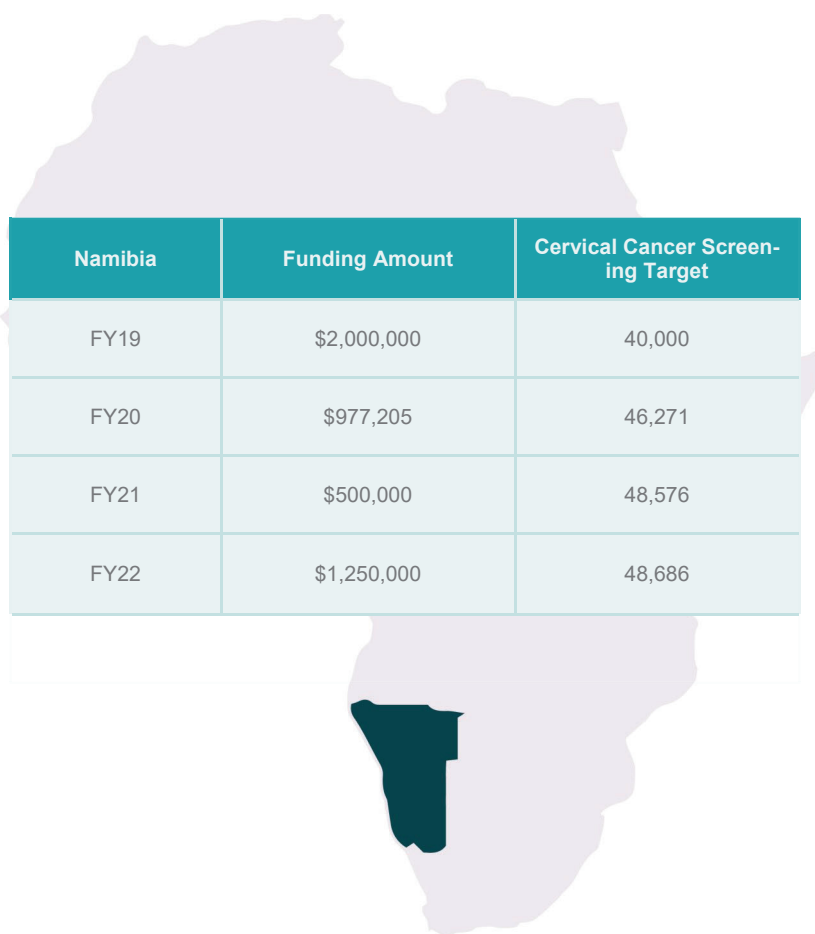 Namibia Funding Amount Cervical Cancer Screen-
ing Target
FY19 $2,000,000 40,000
FY20 $977,205 46,271
FY21 $500,000 48,576
FY22 $1,250,000 48,686